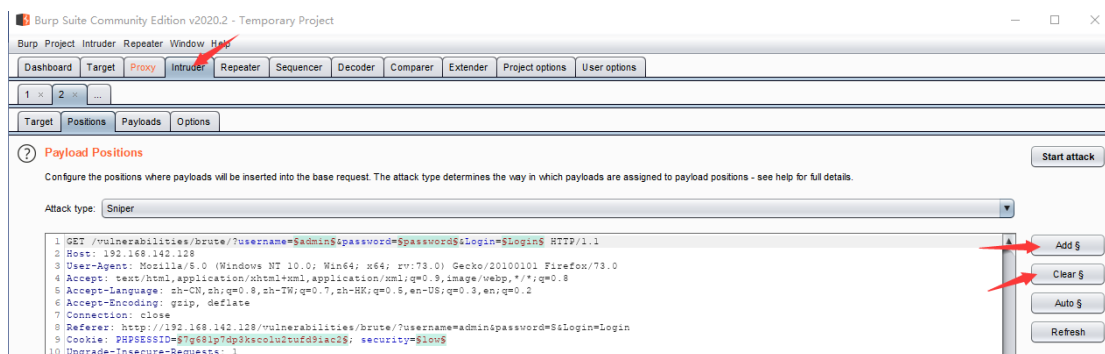 Burp Suite Community Edition v2020.2 - Temporary Project
Burp Project Intruder Repeater Window Help
Dashboard Target Proxy Intruder Repeater Sequencer Decoder Comparer Extender Project options User options
1 × 2 × ...
Target Positions Payloads Options
? Payload Positions
Start attack
Configure the positions where payloads will be inserted into the base request. The attack type determines the way in which payloads are assigned to payload positions - see help for full details.
Attack type: Sniper
1 GET /vulnerabilities/brute/?username=§admin§&password=§password§&Login=§Login§ HTTP/1.1
2 Host: 192.168.142.128
3 User-Agent: Mozilla/5.0 (Windows NT 10.0; Win64; x64; rv:73.0) Gecko/20100101 Firefox/73.0
4 Accept: text/html,application/xhtml+xml,application/xml;q=0.9,image/webp,*/*;q=0.8
5 Accept-Language: zh-CN,zh;q=0.8,zh-TW;q=0.7,zh-HK;q=0.5,en-US;q=0.3,en;q=0.2
6 Accept-Encoding: gzip, deflate
7 Connection: close
8 Referer: http://192.168.142.128/vulnerabilities/brute/?username=admin&password=S&Login=Login
9 Cookie: PHPSESSID=§7g681p7dp3kscolu2tufd9iac2§; security=§low§
10 Upgrade-Insecure-Requests: 1
Add §
Clear §
Auto §
Refresh